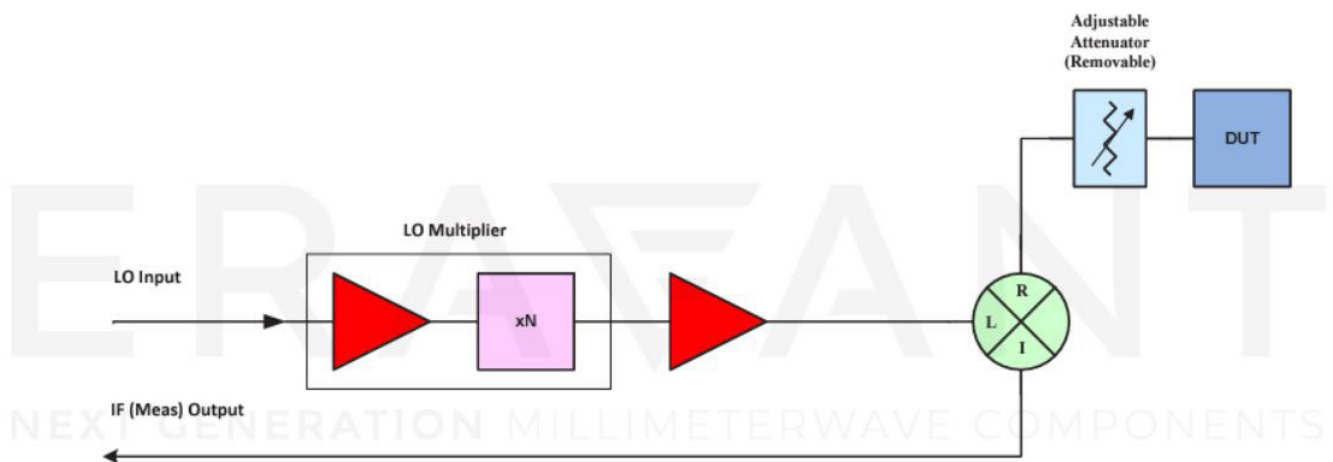 Adjustable
Attenuator
(Removable)
DUT
LO Multiplier
LO Input
xN
R
L
I
IF (Meas) Output
ERAVANT
NEXT GENERATION MILLIMETERWAVE COMPONENTS